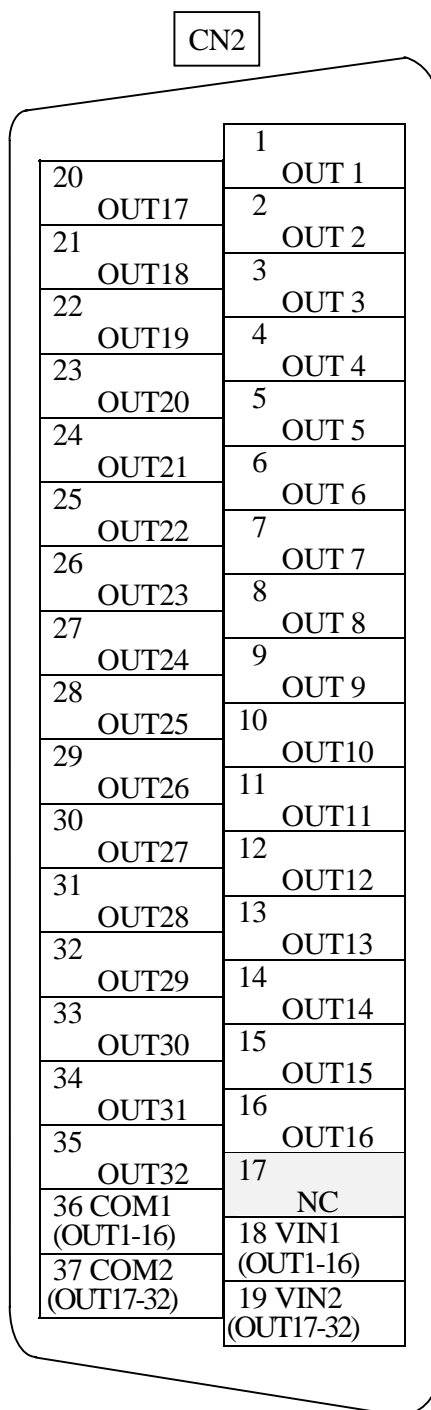 CN2
1
OUT 1
20
OUT17
2
OUT 2
21
OUT18
3
OUT 3
22
OUT19
4
OUT 4
23
OUT20
5
OUT 5
24
OUT21
6
OUT 6
25
OUT22
7
OUT 7
26
OUT23
8
OUT 8
27
OUT24
9
OUT 9
28
OUT25
10
OUT10
29
OUT26
11
OUT11
30
OUT27
12
OUT12
31
OUT28
13
OUT13
32
OUT29
14
OUT14
33
OUT30
15
OUT15
34
OUT31
16
OUT16
35
OUT32
17
NC
36 COM1
(OUT1-16)
18 VIN1
(OUT1-16)
37 COM2
(OUT17-32)
19 VIN2
(OUT17-32)